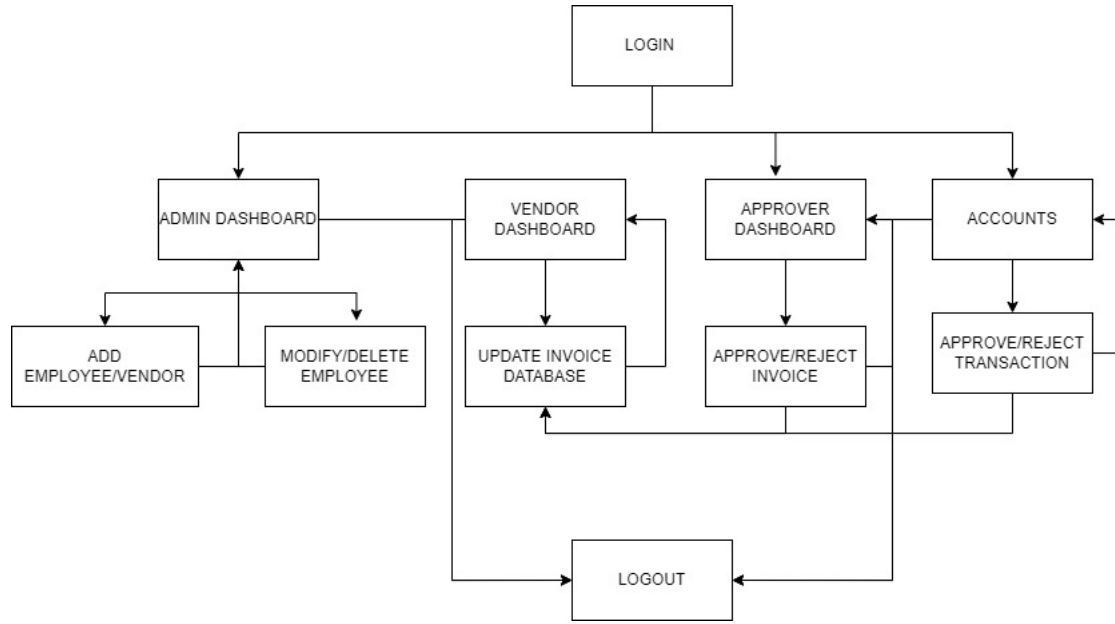 LOGIN
ADMIN DASHBOARD
VENDOR
DASHBOARD
APPROVER
DASHBOARD
ACCOUNTS
ADD
EMPLOYEE/VENDOR
MODIFY/DELETE
EMPLOYEE
UPDATE INVOICE
DATABASE
APPROVE/REJECT
INVOICE
APPROVE/REJECT
TRANSACTION
LOGOUT